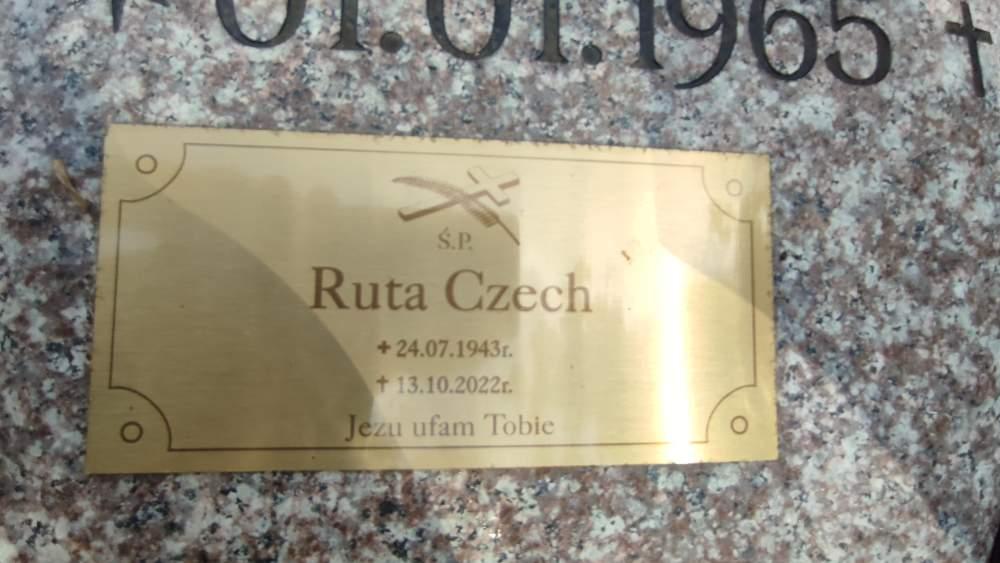 01.01.1965 †
Ś.P.
Ruta Czech
+ 24.07.1943r.
† 13.10.2022r.
Jezu ufam Tobie